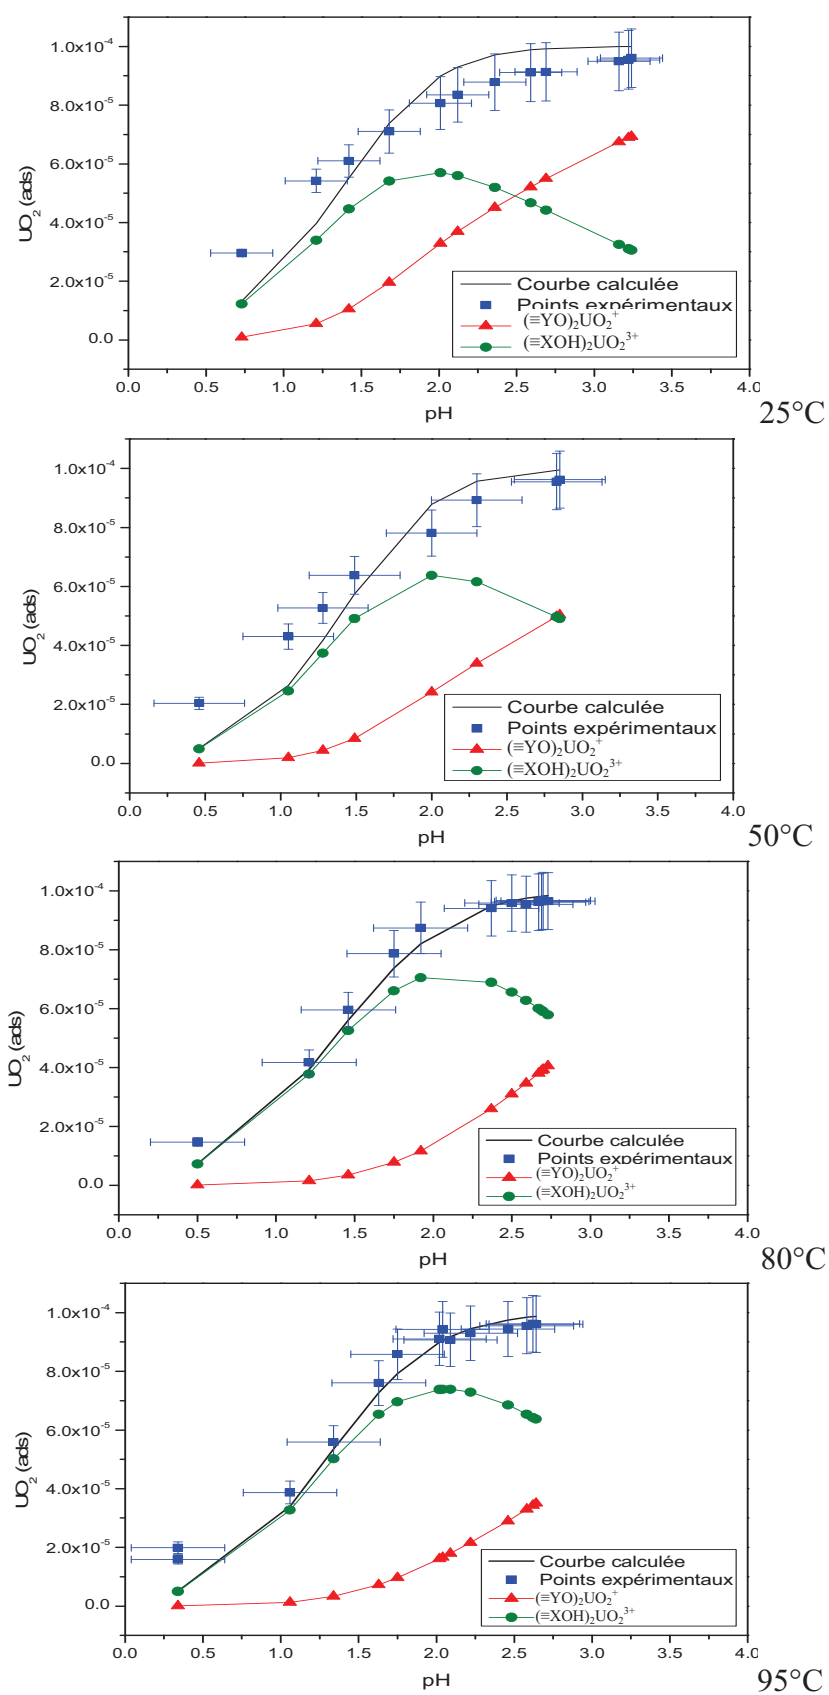 1.0x10⁻⁴
8.0x10⁻⁵
6.0x10⁻⁵
4.0x10⁻⁵
2.0x10⁻⁵
0.0
UO₂ (ads)
Courbe calculée
Points expérimentaux
(≡YO)₂UO₂⁺
(≡XOH)₂UO₂³⁺
0.0 0.5 1.0 1.5 2.0 2.5 3.0 3.5 4.0
pH
25°C
1.0x10⁻⁴
8.0x10⁻⁵
6.0x10⁻⁵
4.0x10⁻⁵
2.0x10⁻⁵
0.0
UO₂ (ads)
Courbe calculée
Points expérimentaux
(≡YO)₂UO₂⁺
(≡XOH)₂UO₂³⁺
0.0 0.5 1.0 1.5 2.0 2.5 3.0 3.5 4.0
pH
50°C
1.0x10⁻⁴
8.0x10⁻⁵
6.0x10⁻⁵
4.0x10⁻⁵
2.0x10⁻⁵
0.0
UO₂ (ads)
Courbe calculée
Points expérimentaux
(≡YO)₂UO₂⁺
(≡XOH)₂UO₂³⁺
0.0 0.5 1.0 1.5 2.0 2.5 3.0 3.5 4.0
pH
80°C
1.0x10⁻⁴
8.0x10⁻⁵
6.0x10⁻⁵
4.0x10⁻⁵
2.0x10⁻⁵
0.0
UO₂ (ads)
Courbe calculée
Points expérimentaux
(≡YO)₂UO₂⁺
(≡XOH)₂UO₂³⁺
0.0 0.5 1.0 1.5 2.0 2.5 3.0 3.5 4.0
pH
95°C